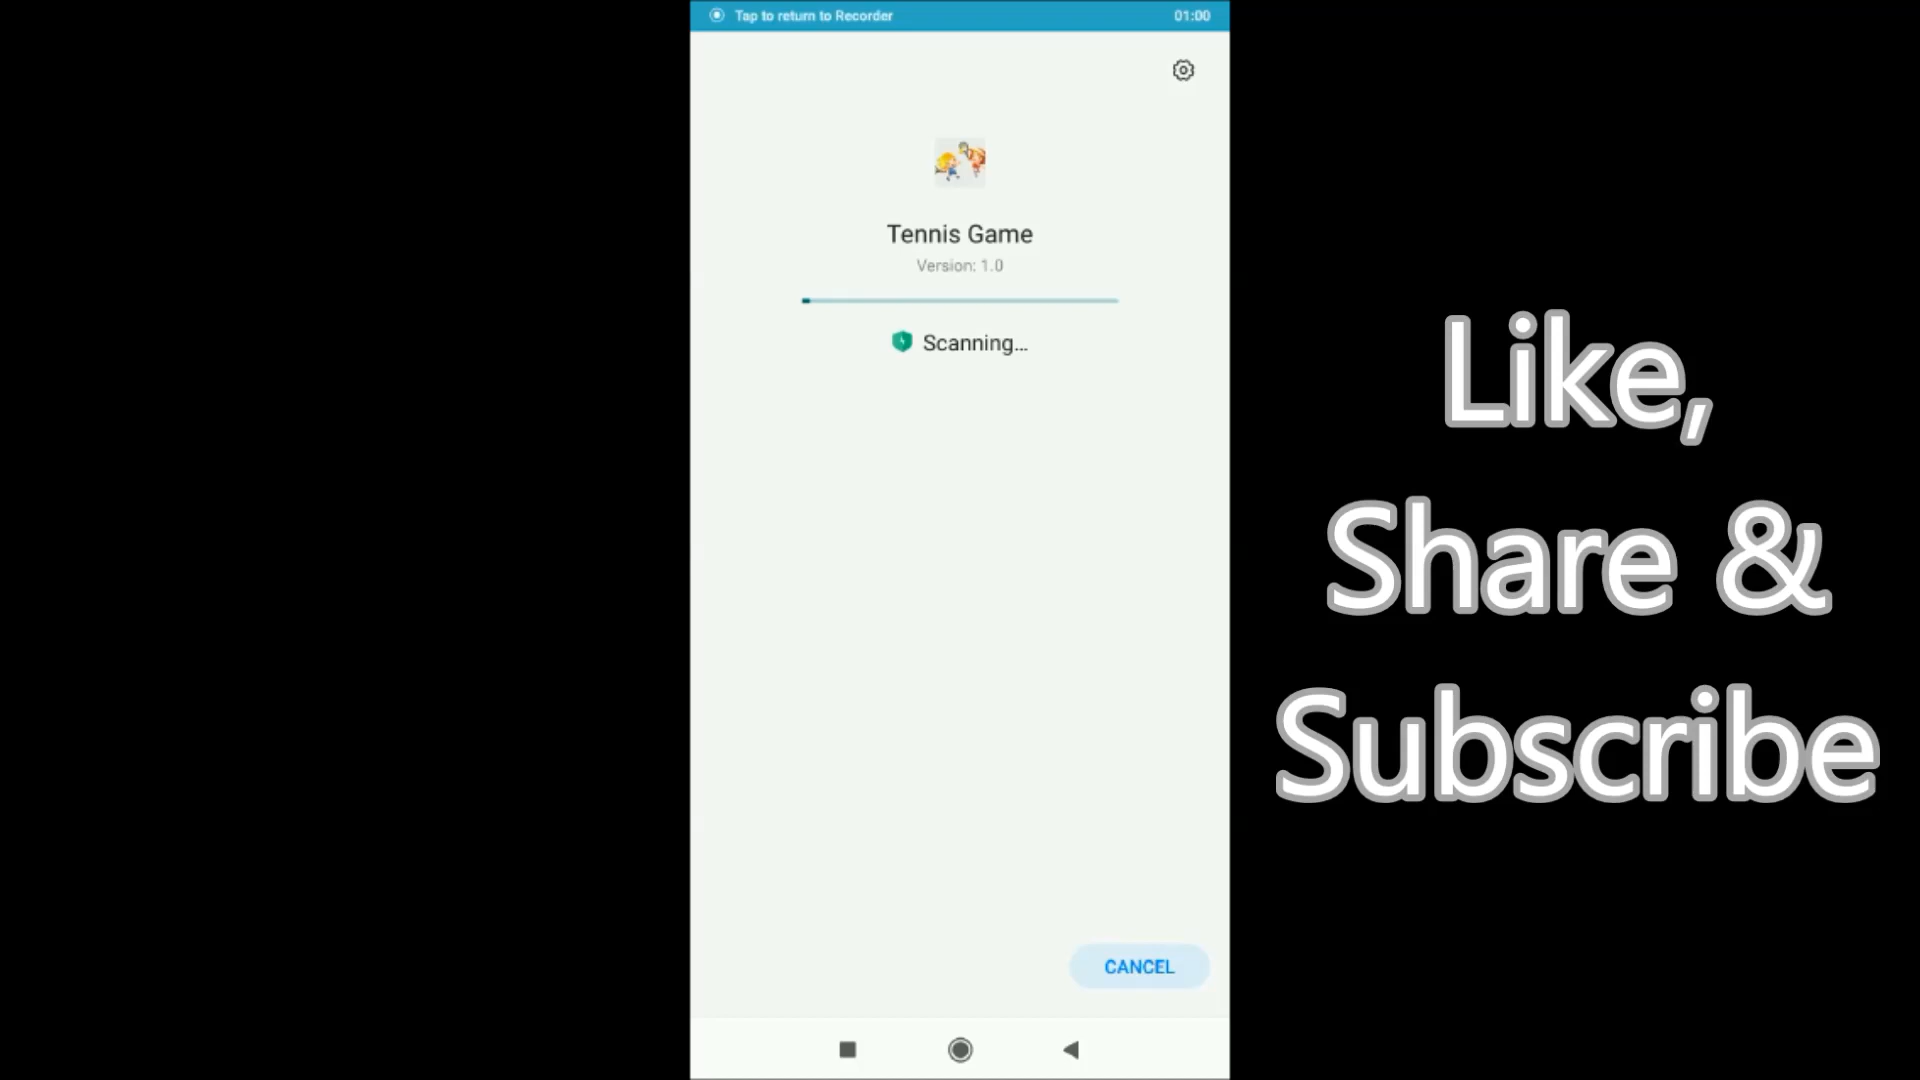 Tap to return to Recorder
01:00
Tennis Game
Version: 1.0
Scanning...
CANCEL
Like,
Share &
Subscribe